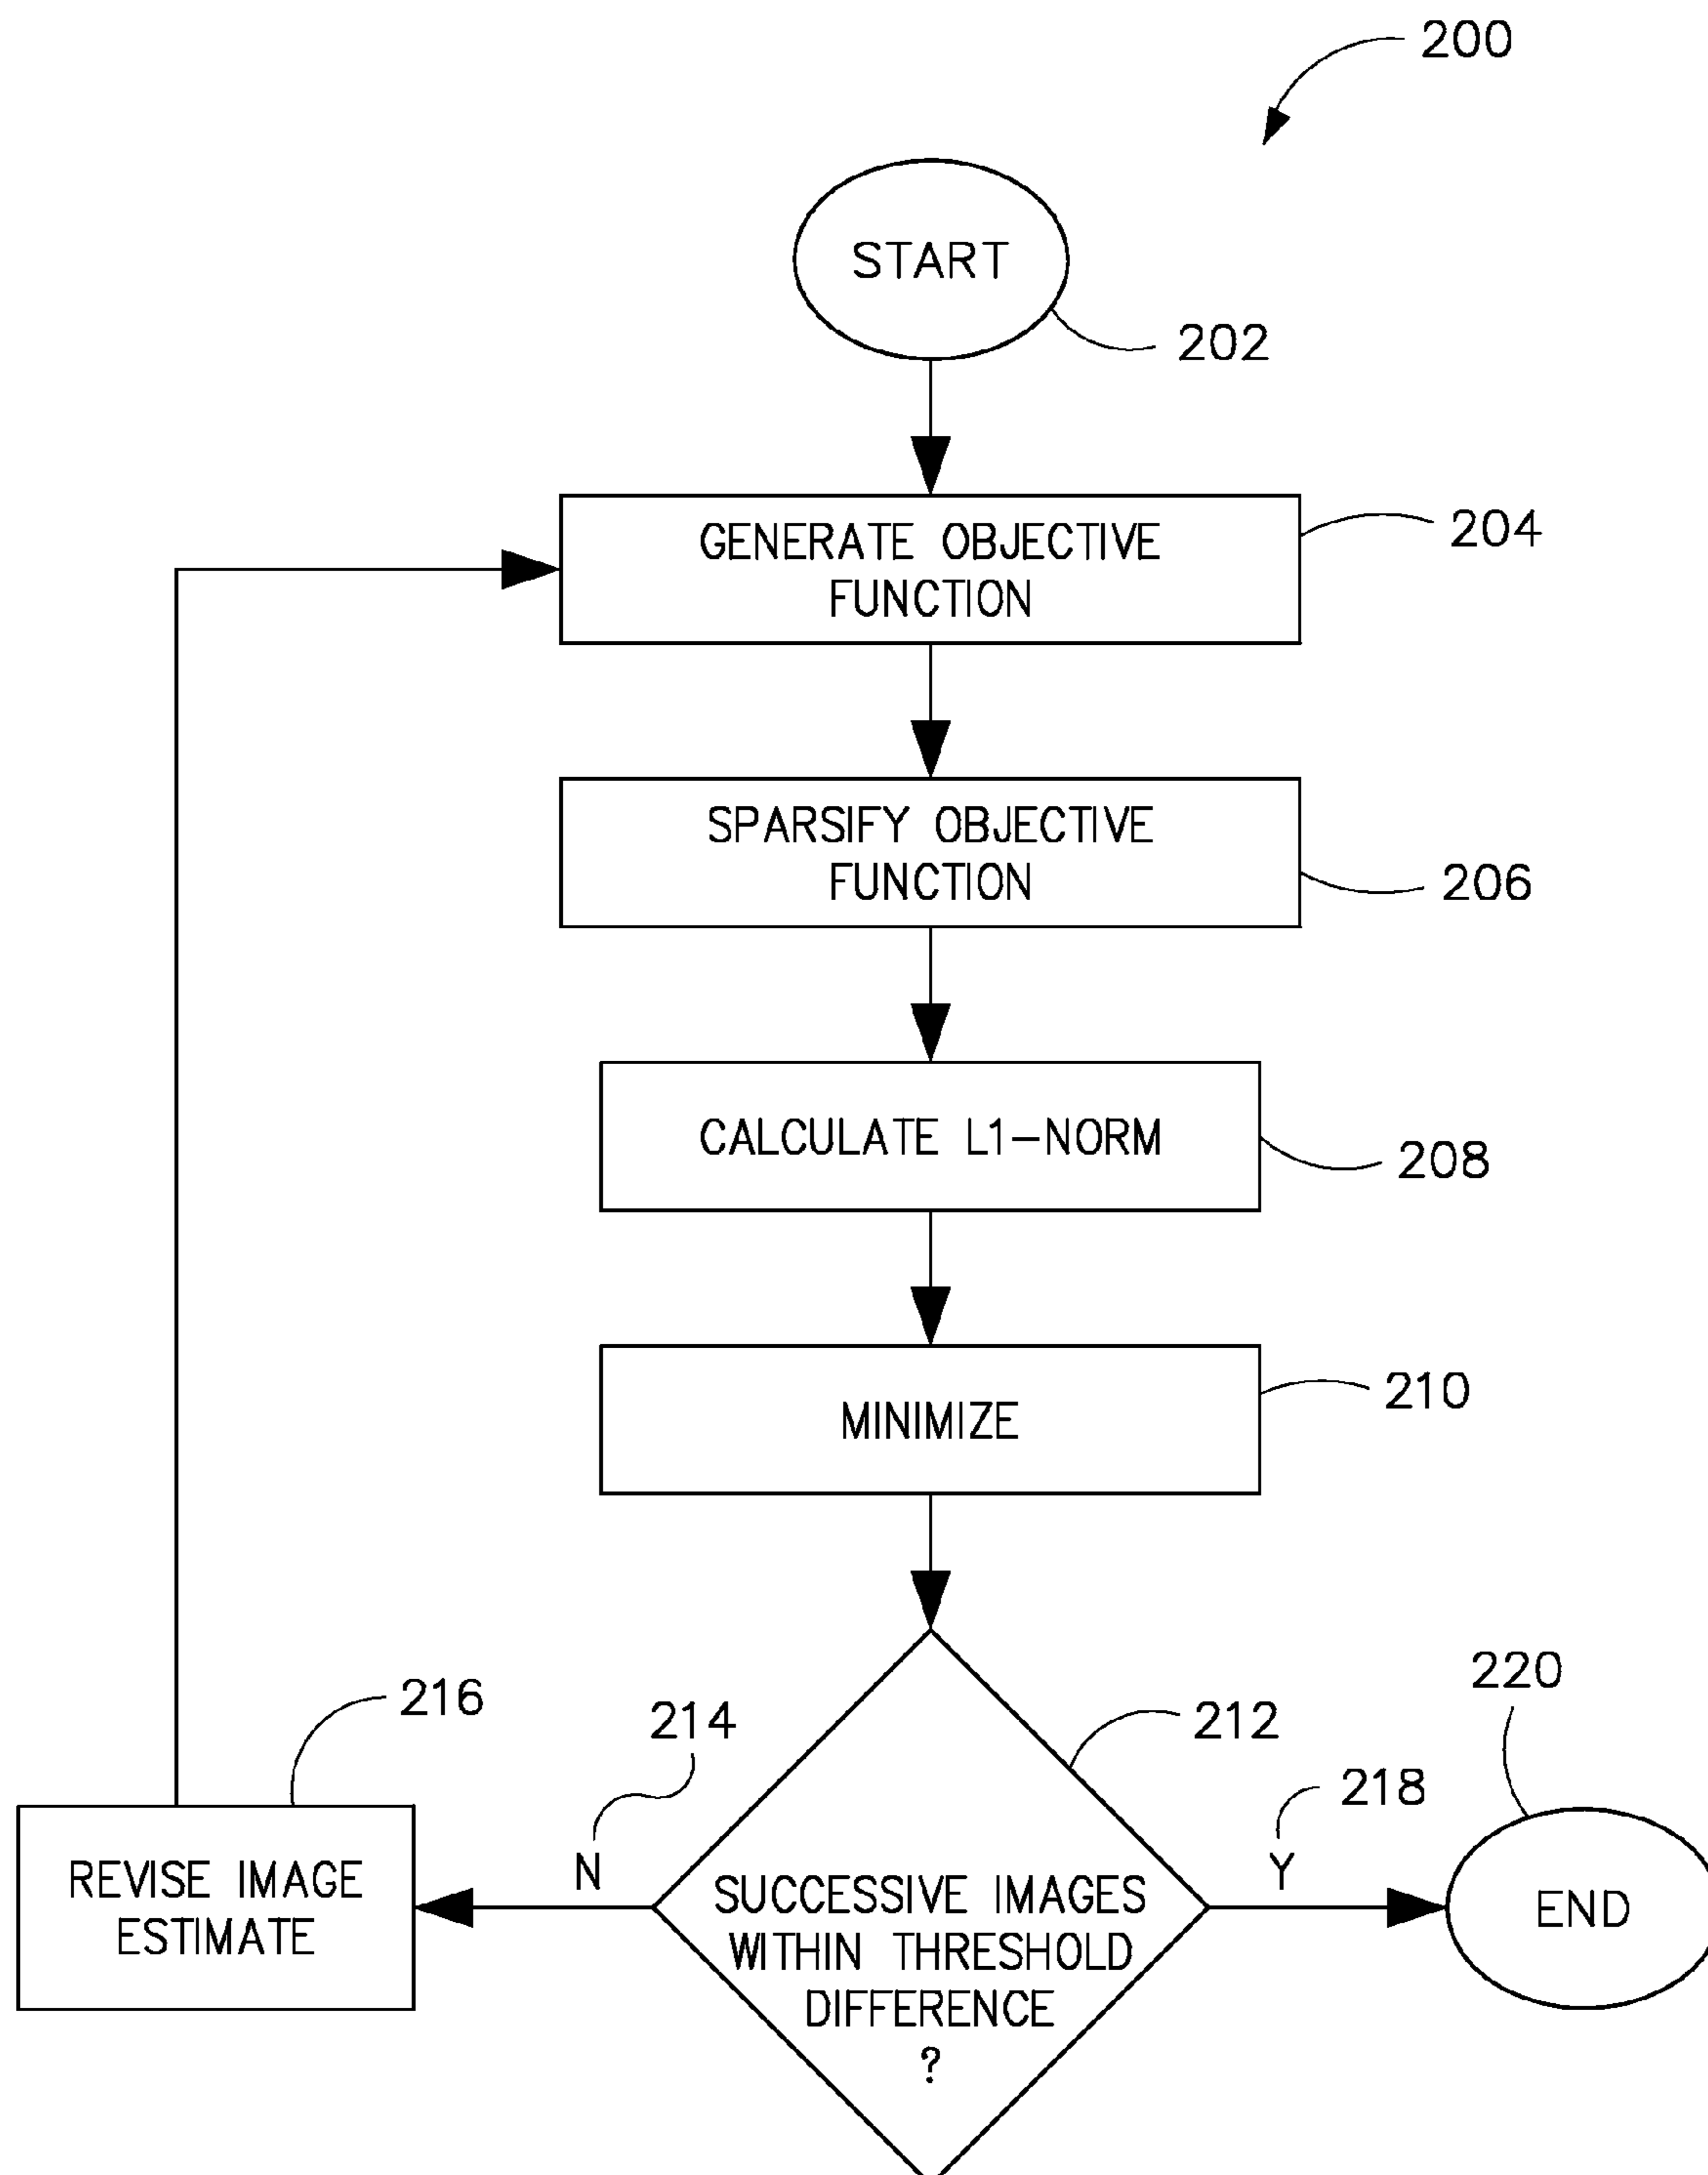 200
START
202
GENERATE OBJECTIVE
FUNCTION
204
SPARSIFY OBJECTIVE
FUNCTION
206
CALCULATE L1-NORM
208
MINIMIZE
210
216
214
212
220
218
REVISE IMAGE
ESTIMATE
N
SUCCESSIVE IMAGES
WITHIN THRESHOLD
DIFFERENCE
?
Y
END